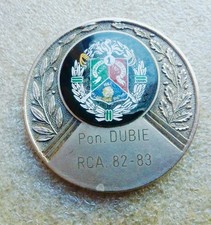 Pon. DUBIE
RCA. 82-83